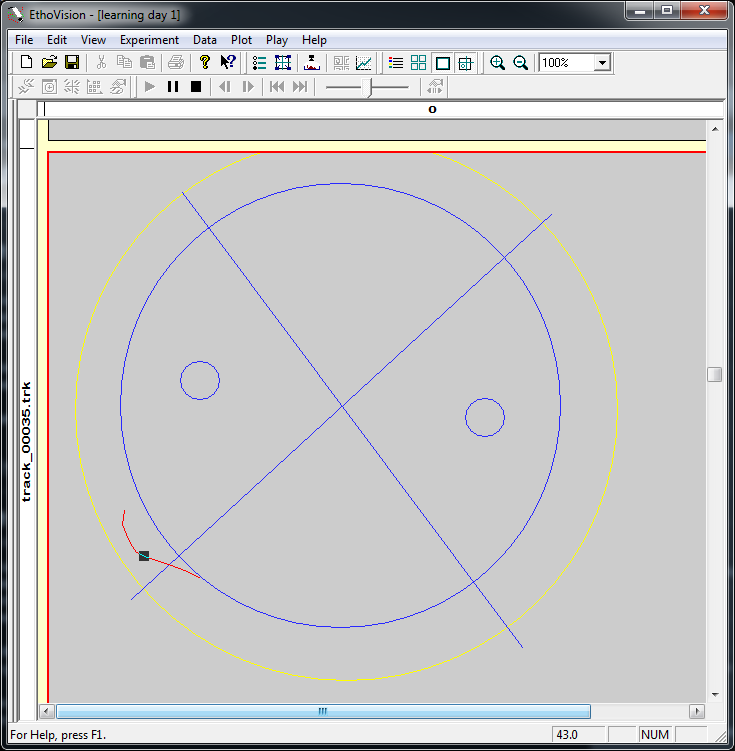 EthoVision - [learning day 1]
File Edit View Experiment Data Plot Play Help
100%
o
track_00035.trk
For Help, press F1.
43.0
NUM